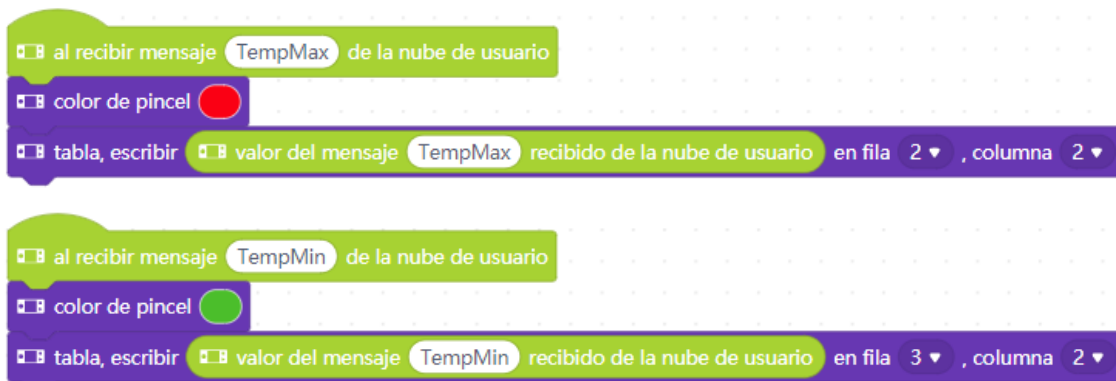 al recibir mensaje TempMax de la nube de usuario
color de pincel
tabla, escribir valor del mensaje TempMax recibido de la nube de usuario en fila 2 , columna 2
al recibir mensaje TempMin de la nube de usuario
color de pincel
tabla, escribir valor del mensaje TempMin recibido de la nube de usuario en fila 3 , columna 2